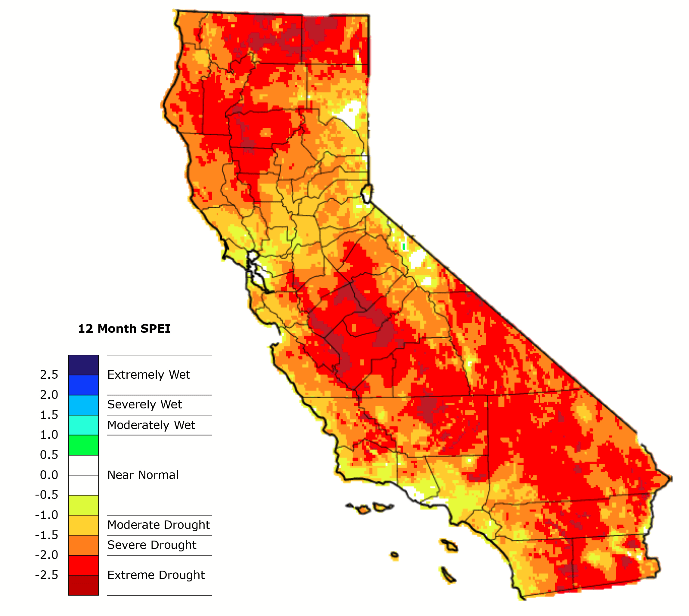 12 Month SPEI
2.5
Extremely Wet
2.0
Severely Wet
1.5
Moderately Wet
1.0
0.5
0.0
Near Normal
-0.5
-1.0
Moderate Drought
-1.5
Severe Drought
-2.0
Extreme Drought
-2.5